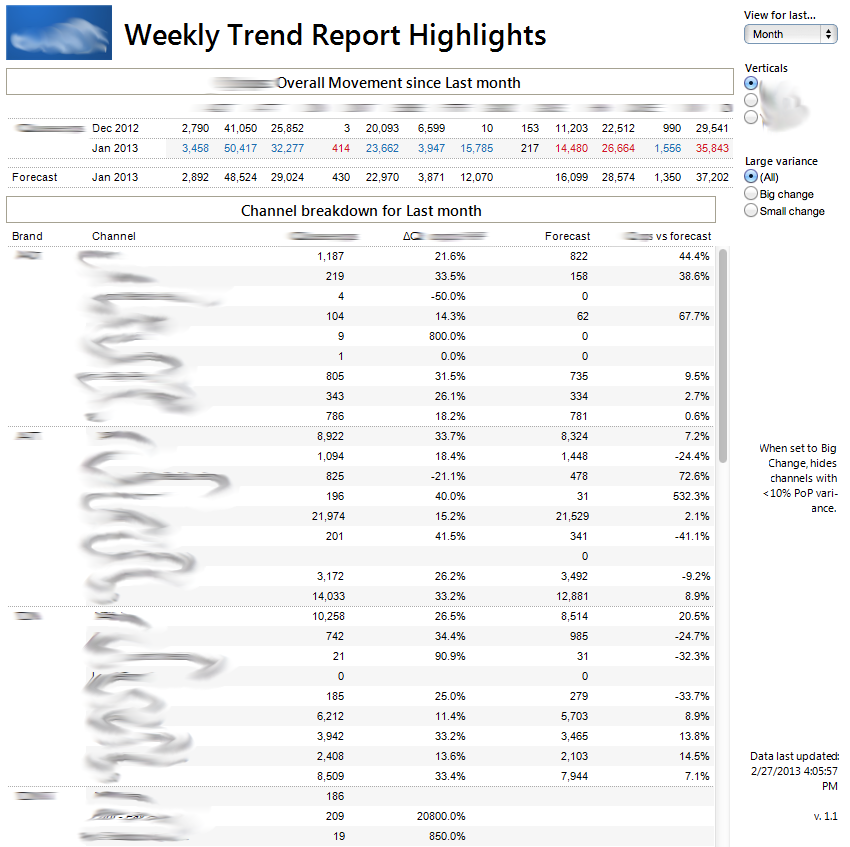 Weekly Trend Report Highlights
View for last...
Month
Verticals
Overall Movement since Last month
Dec 2012 2,790 41,050 25,852 3 20,093 6,599 10 153 11,203 22,512 990 29,541
Jan 2013 3,458 50,417 32,277 414 23,662 3,947 15,785 217 14,480 26,664 1,556 35,843
Forecast Jan 2013 2,892 48,524 29,024 430 22,970 3,871 12,070 16,099 28,574 1,350 37,202
Large variance
(All)
Big change
Small change
Channel breakdown for Last month
Brand Channel Forecast vs forecast
1,187 21.6% 822 44.4%
219 33.5% 158 38.6%
4 -50.0% 0
104 14.3% 62 67.7%
9 800.0% 0
1 0.0% 0
805 31.5% 735 9.5%
343 26.1% 334 2.7%
786 18.2% 781 0.6%
8,922 33.7% 8,324 7.2%
1,094 18.4% 1,448 -24.4%
825 -21.1% 478 72.6%
196 40.0% 31 532.3%
21,974 15.2% 21,529 2.1%
201 41.5% 341 -41.1%
0
3,172 26.2% 3,492 -9.2%
14,033 33.2% 12,881 8.9%
10,258 26.5% 8,514 20.5%
742 34.4% 985 -24.7%
21 90.9% 31 -32.3%
0 0
185 25.0% 279 -33.7%
6,212 11.4% 5,703 8.9%
3,942 33.2% 3,465 13.8%
2,408 13.6% 2,103 14.5%
8,509 33.4% 7,944 7.1%
186
209 20800.0%
19 850.0%
When set to Big
Change, hides
channels with
<10% PoP vari-
ance.
Data last updated:
2/27/2013 4:05:57
PM
v. 1.1